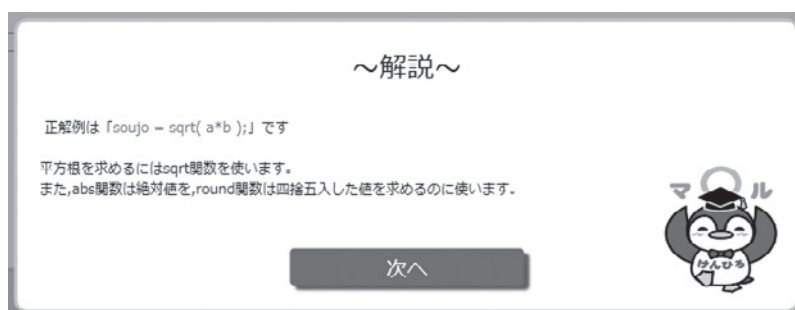 ～解説～
正解例は「soujo = sqrt( a*b );」です
平方根を求めるにはsqrt関数を使います。
また,abs関数は絶対値を,round関数は四捨五入した値を求めるのに使います。
マ〇ル
けんひろ
次へ